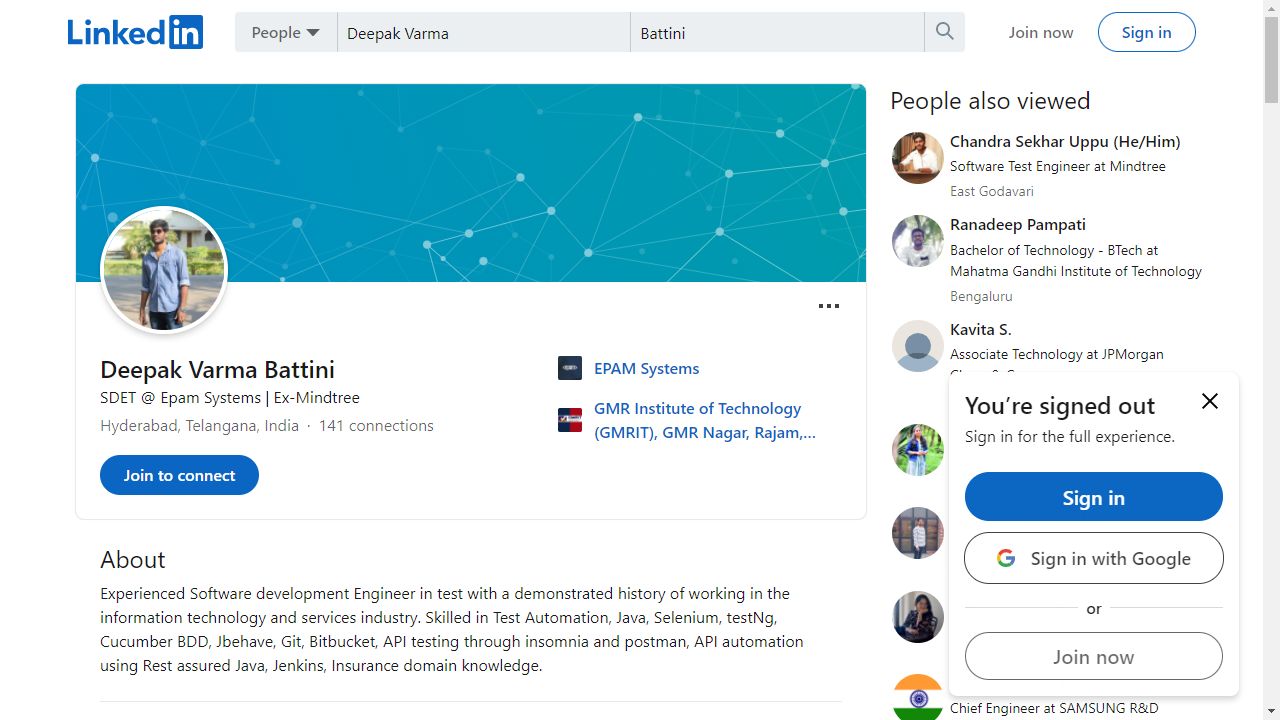 Linked in
People
Deepak Varma
Battini
Join now
Sign in
Deepak Varma Battini
SDET @ Epam Systems | Ex-Mindtree
Hyderabad, Telangana, India · 141 connections
Join to connect
EPAM Systems
GMR Institute of Technology
(GMRIT), GMR Nagar, Rajam,...
About
Experienced Software development Engineer in test with a demonstrated history of working in the
information technology and services industry. Skilled in Test Automation, Java, Selenium, testNg,
Cucumber BDD, Jbehave, Git, Bitbucket, API testing through insomnia and postman, API automation
using Rest assured Java, Jenkins, Insurance domain knowledge.
People also viewed
Chandra Sekhar Uppu (He/Him)
Software Test Engineer at Mindtree
East Godavari
Ranadeep Pampati
Bachelor of Technology - BTech at
Mahatma Gandhi Institute of Technology
Bengaluru
Kavita S.
Associate Technology at JPMorgan
Chief Engineer at SAMSUNG R&D
You're signed out
Sign in for the full experience.
Sign in
Sign in with Google
or
Join now